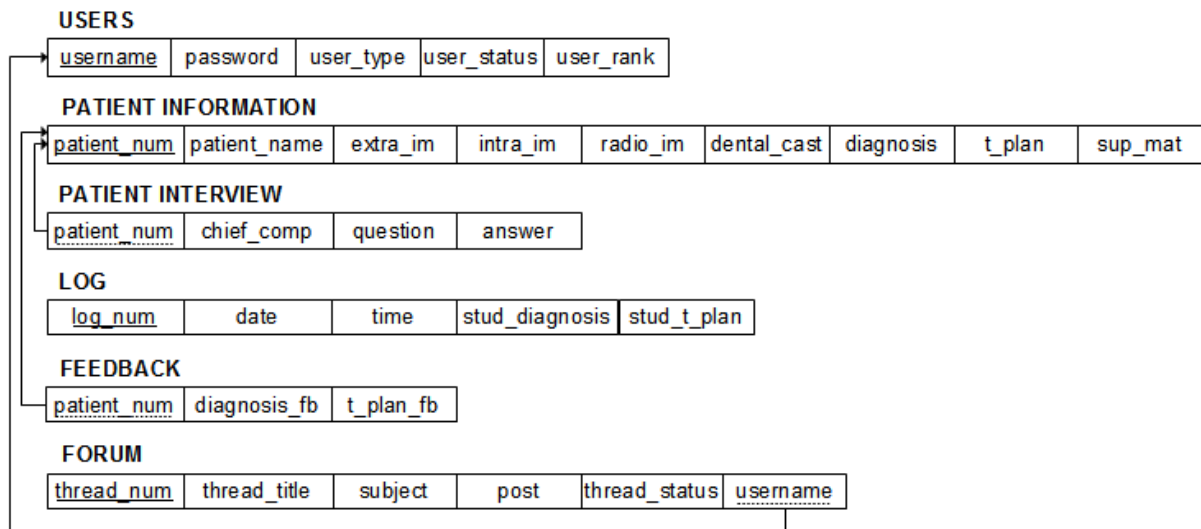 USERS
username password user_type user_status user_rank
PATIENT INFORMATION
patient_num patient_name extra_im intra_im radio_im dental_cast diagnosis t_plan sup_mat
PATIENT INTERVIEW
patient_num chief_comp question answer
LOG
log_num date time stud_diagnosis stud_t_plan
FEEDBACK
patient_num diagnosis_fb t_plan_fb
FORUM
thread_num thread_title subject post thread_status username